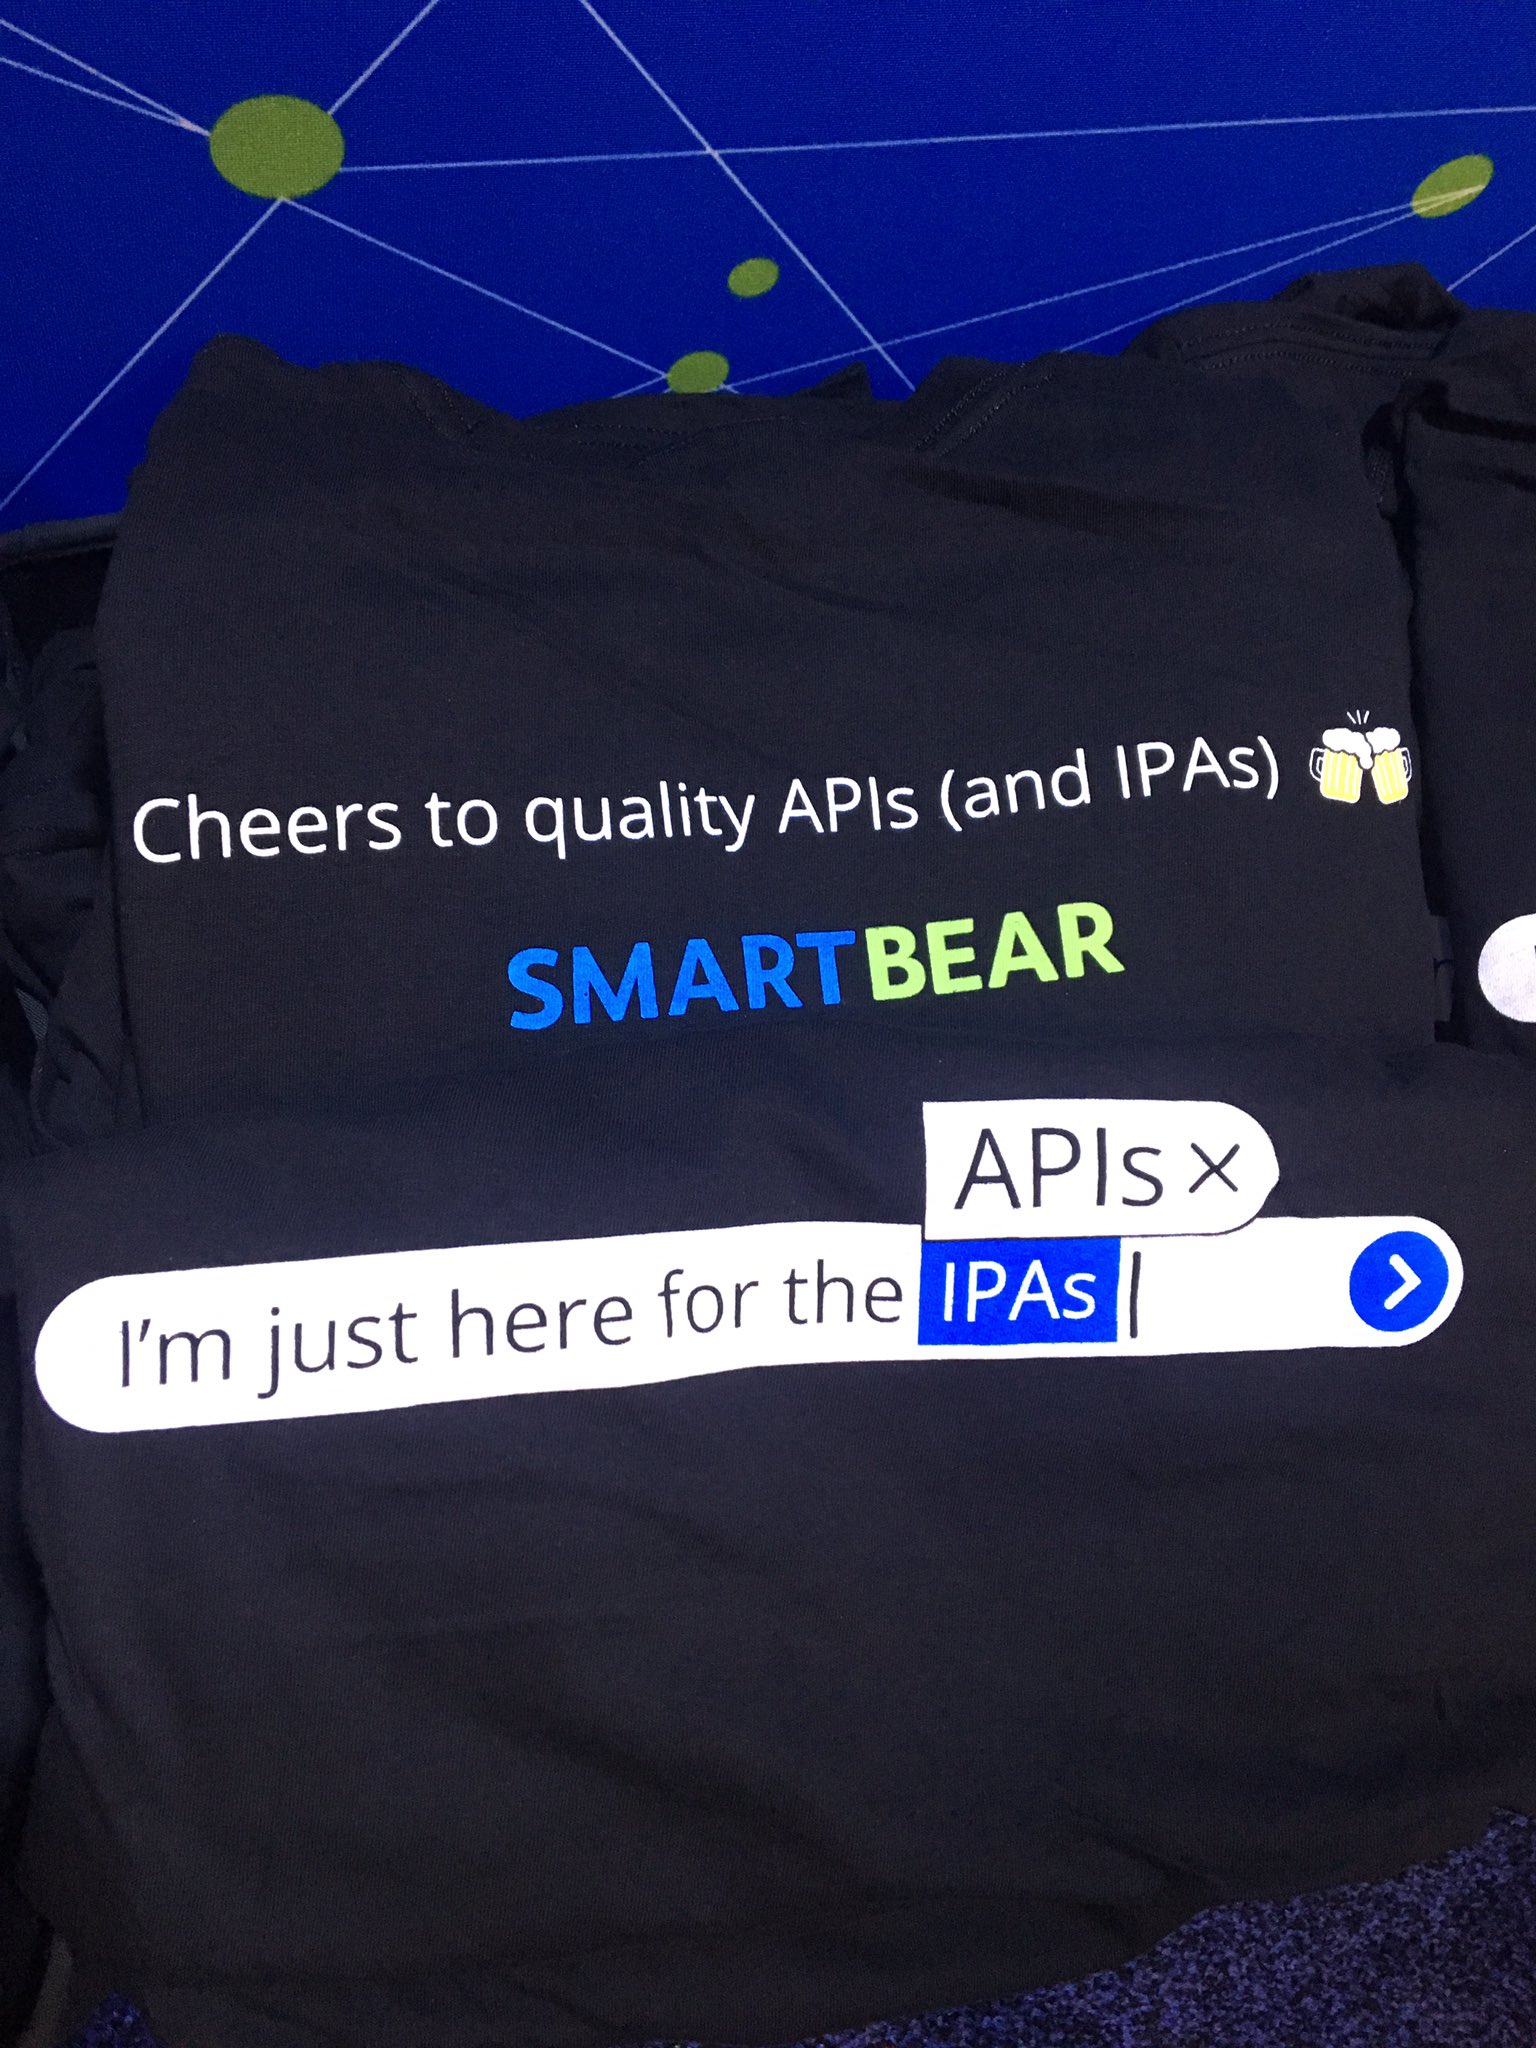 Cheers to quality APIs (and IPAs)
SMARTBEAR
APIs ×
I'm just here for the IPAs